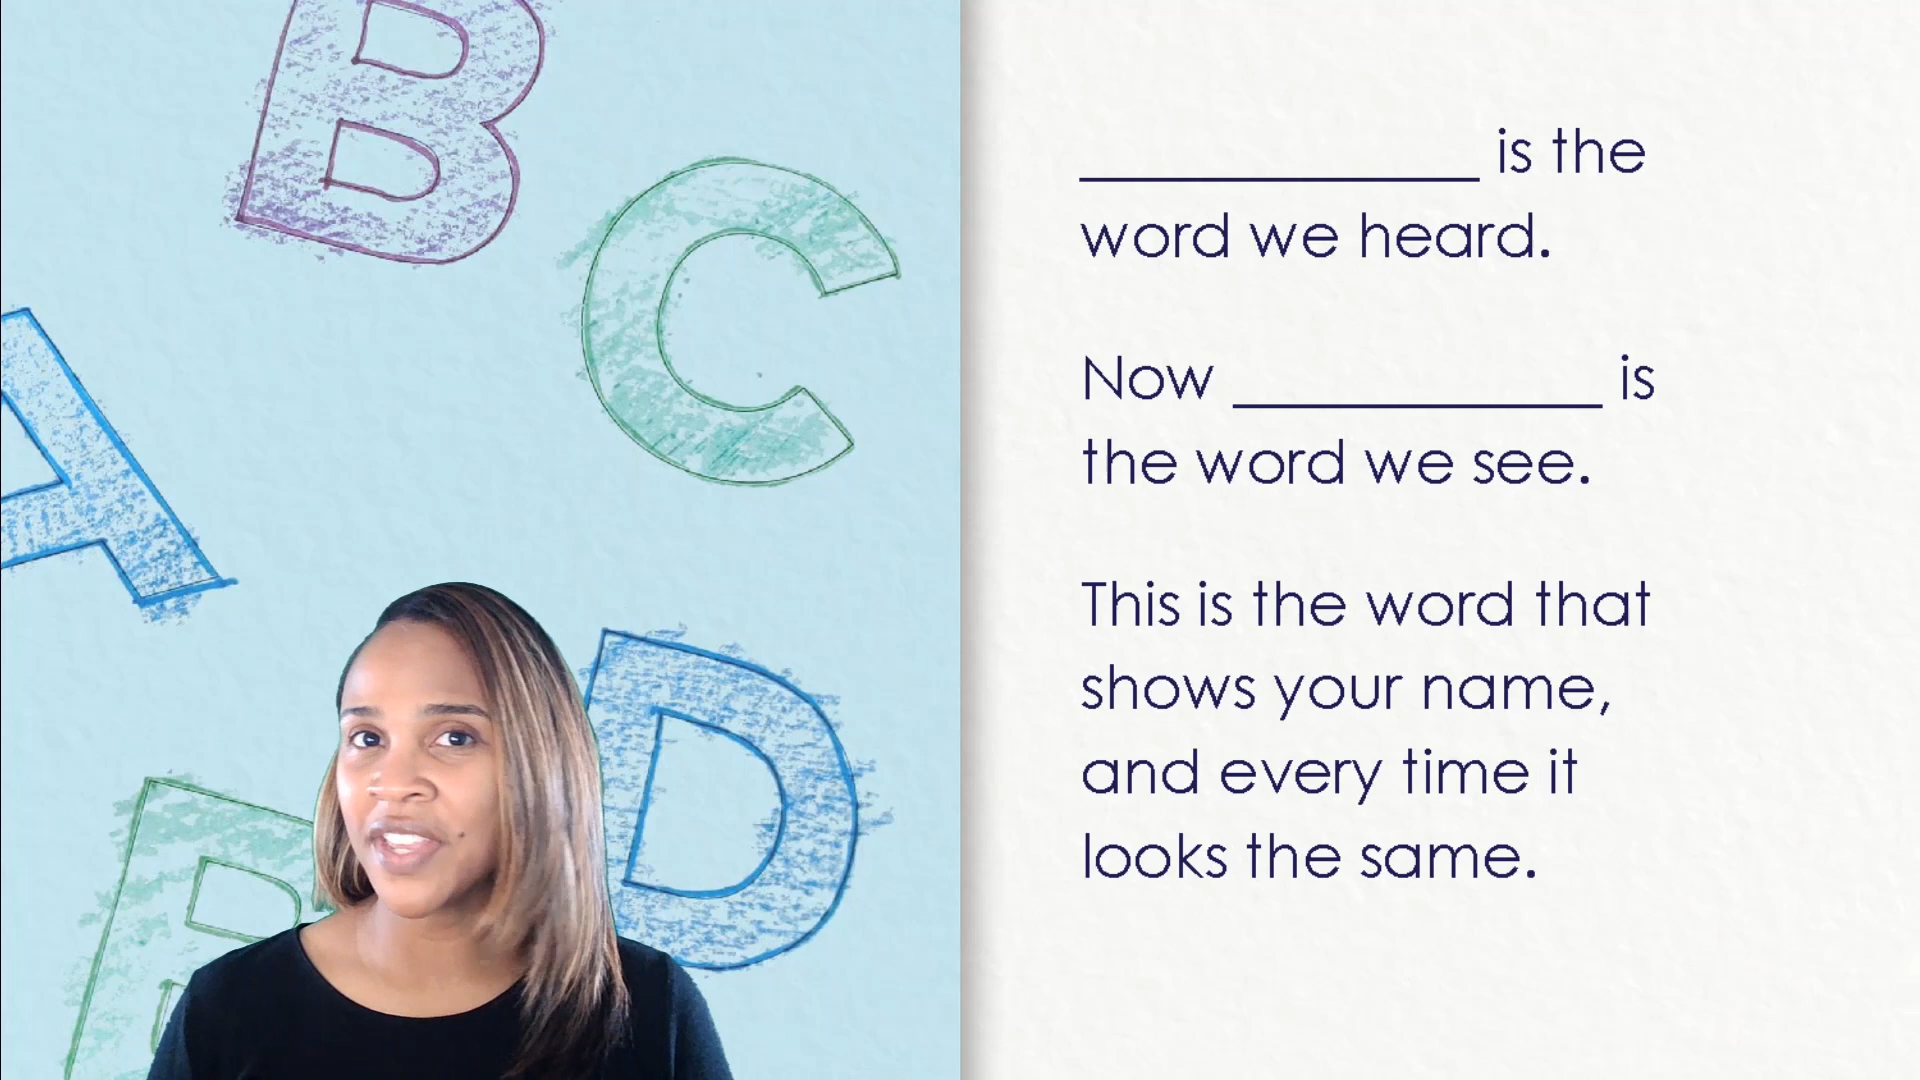 B
C
A
D
_____________ is the
word we heard.
Now ____________ is
the word we see.
This is the word that
shows your name,
and every time it
looks the same.